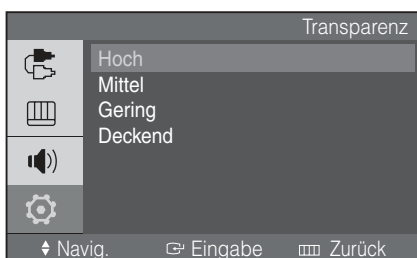 Transparenz
Hoch
Mittel
Gering
Deckend
Navig. Eingabe Zurück